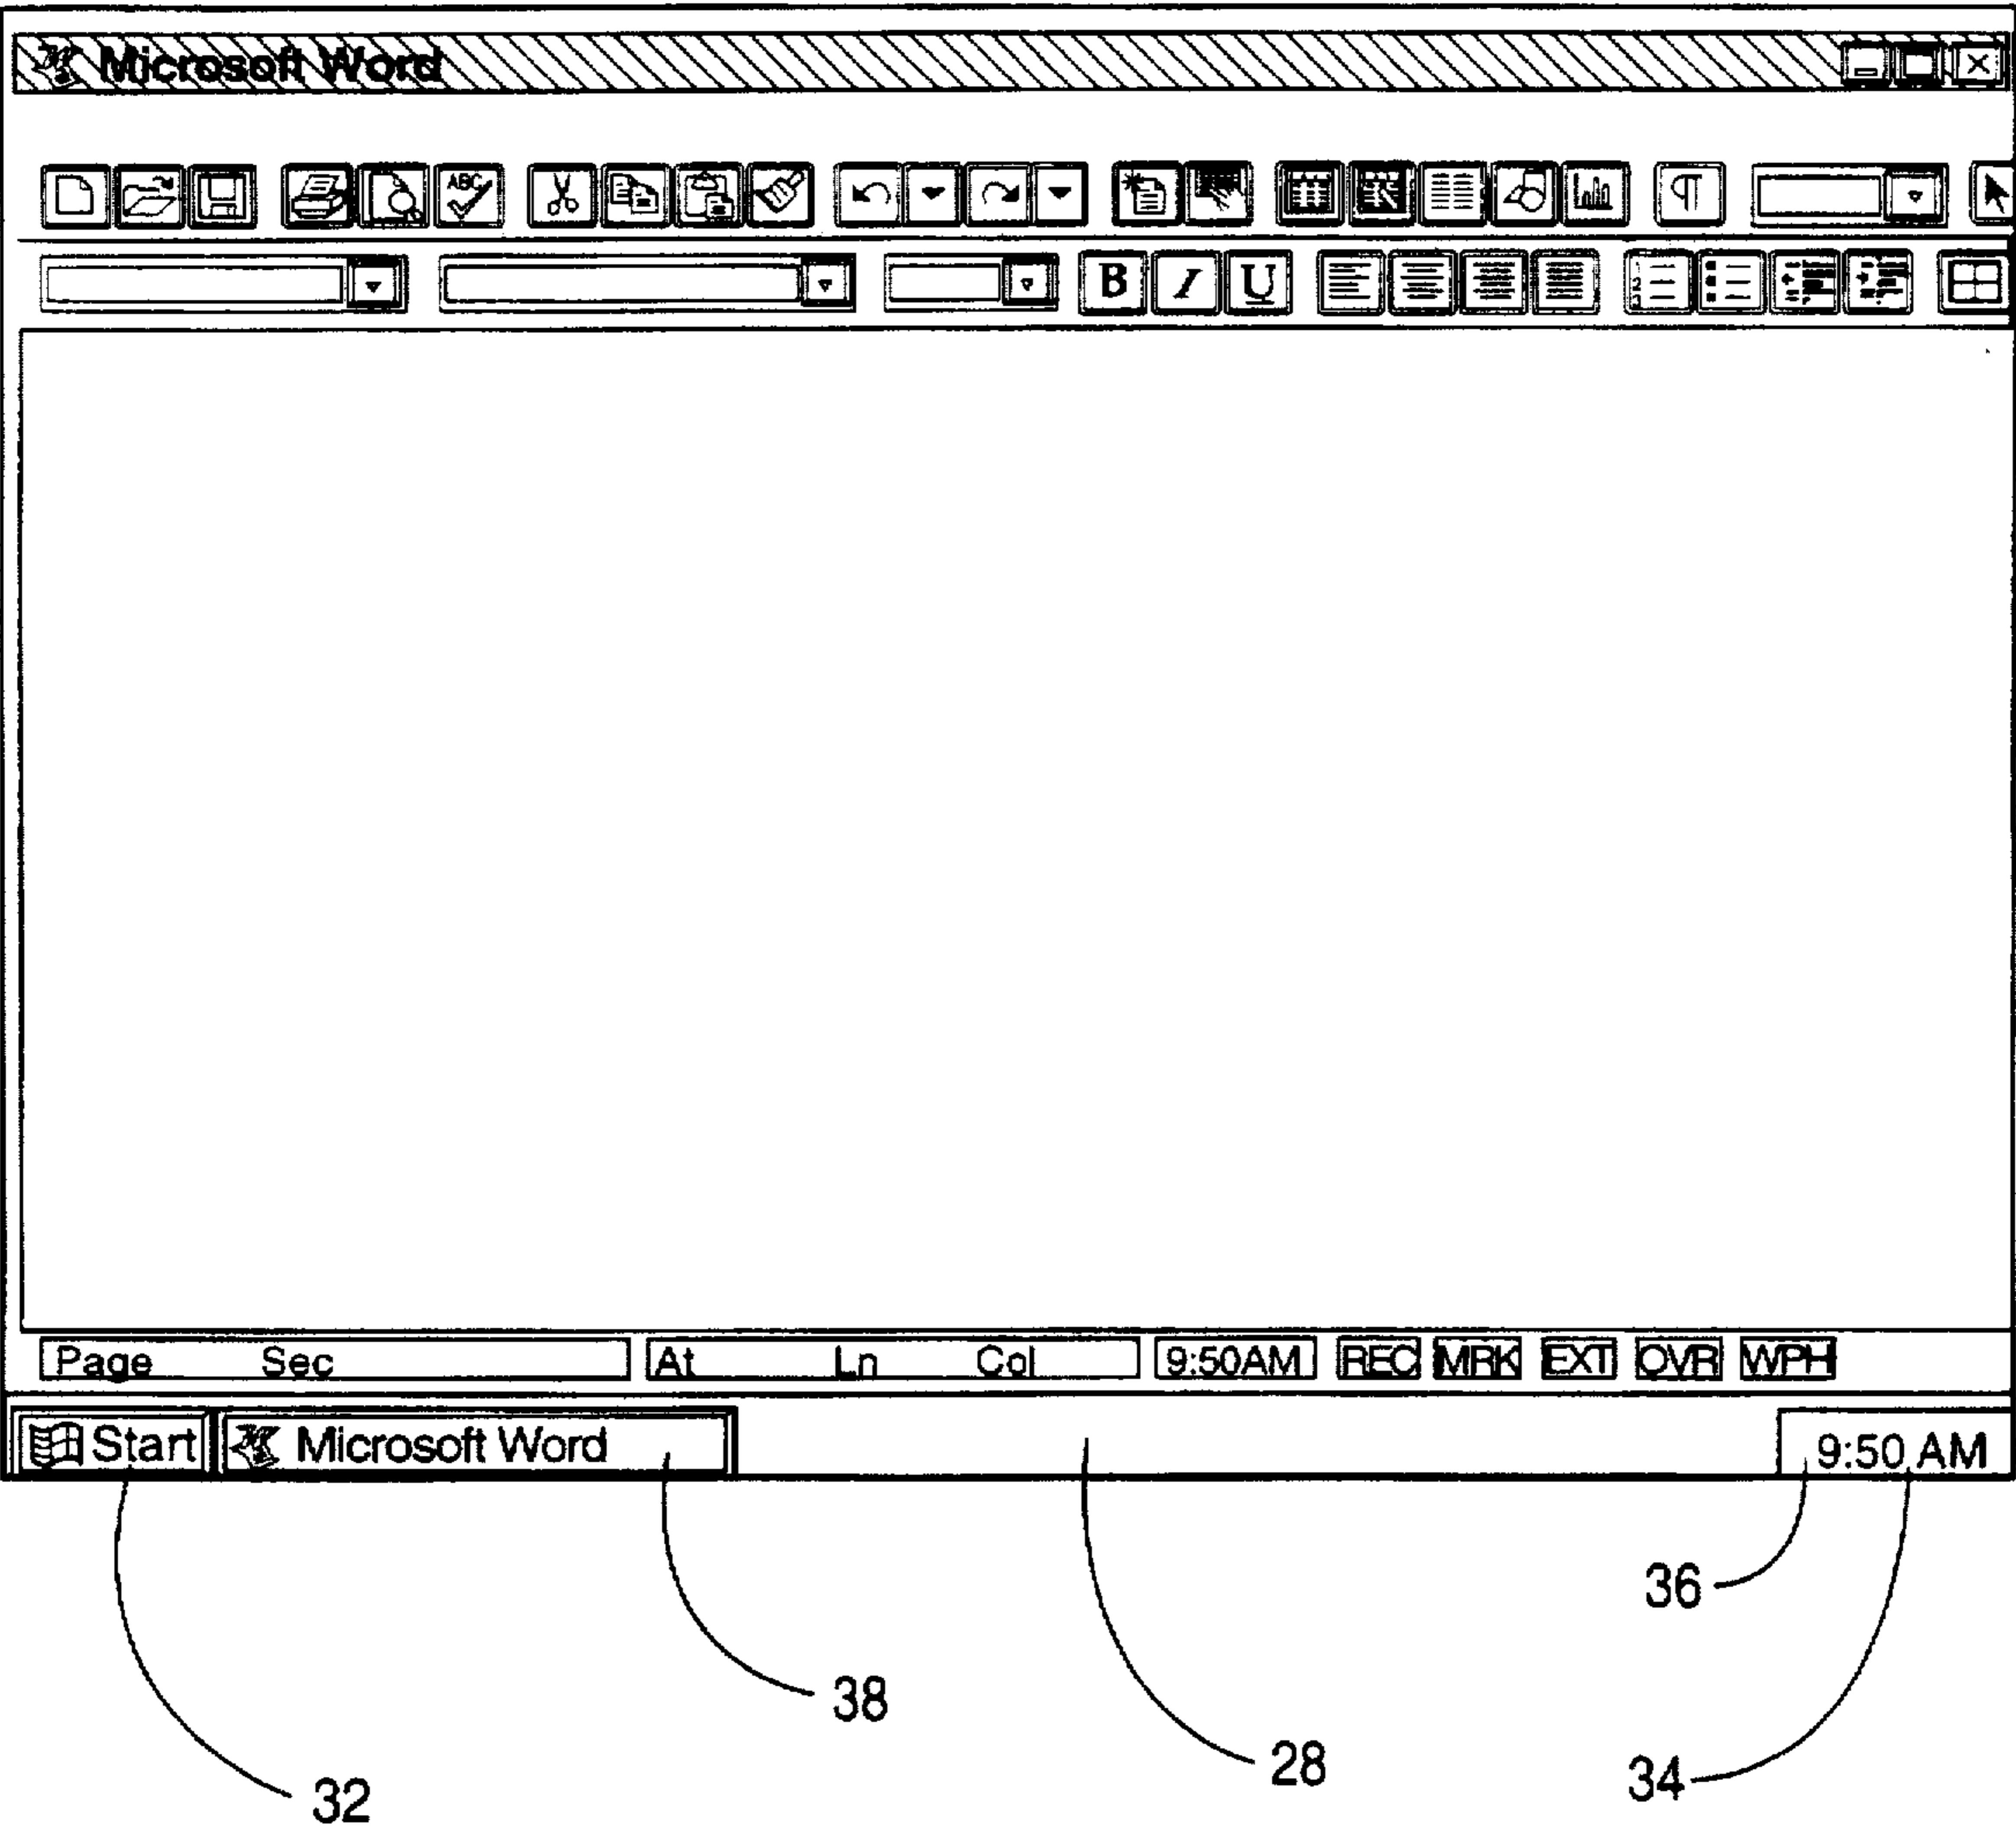 Microsoft Word
ABC
B I U
Page Sec At Ln Col 9:50AM REC MRK EXT OVR WPH
Start Microsoft Word 9:50 AM
36
38
28
34
32